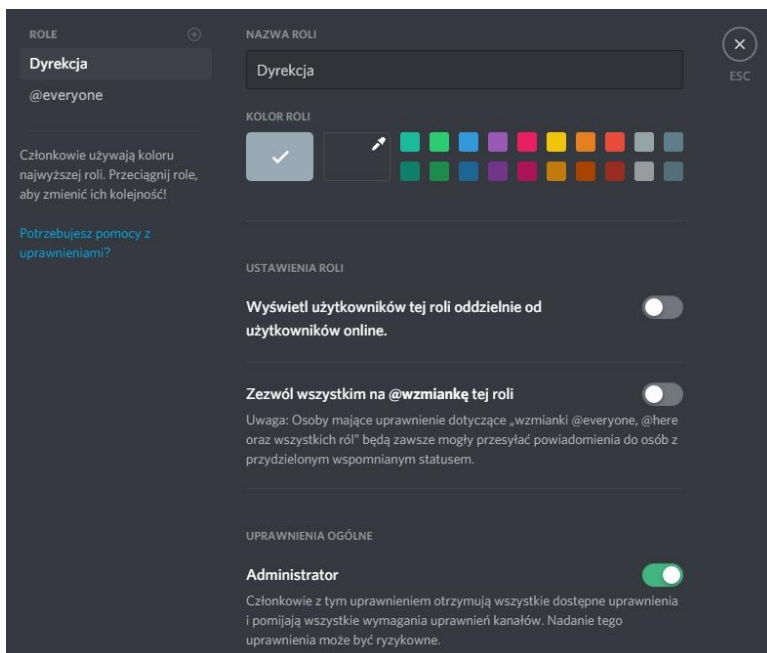 ROLE
Dyrekcja
@everyone
Członkowie używają koloru
najwyższej roli. Przeciągnij role,
aby zmienić ich kolejność!
Potrzebujesz pomocy z
uprawnieniami?
NAZWA ROLI
Dyrekcja
KOLOR ROLI
USTAWIENIA ROLI
Wyświetl użytkowników tej roli oddzielnie od
użytkowników online.
Zezwól wszystkim na @wzmiankę tej roli
Uwaga: Osoby mające uprawnienie dotyczące „wzmianki @everyone, @here
oraz wszystkich ról” będą zawsze mogły przesyłać powiadomienia do osób z
przydzielonym wspomnianym statusem.
UPRAWNIENIA OGÓLNE
Administrator
Członkowie z tym uprawnieniem otrzymują wszystkie dostępne uprawnienia
i pomijają wszystkie wymagania uprawnień kanałów. Nadanie tego
uprawnienia może być ryzykowne.
ESC